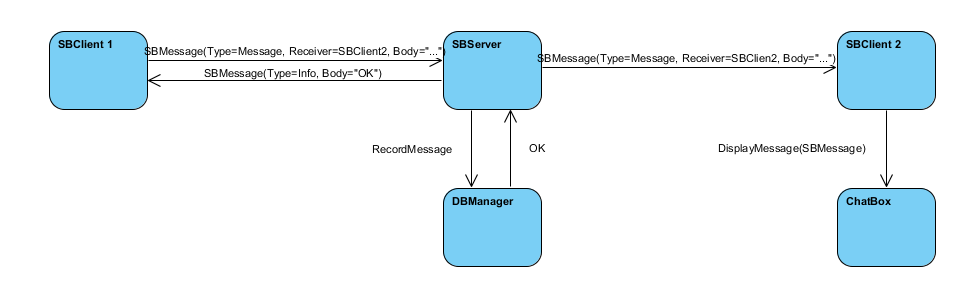 SBClient 1
SBMessage(Type=Message, Receiver=SBClient2, Body="...")
SBServer
SBMessage(Type=Message, Receiver=SBClien2, Body="...")
SBClient 2
SBMessage(Type=Info, Body="OK")
RecordMessage
OK
DisplayMessage(SBMessage)
DBManager
ChatBox